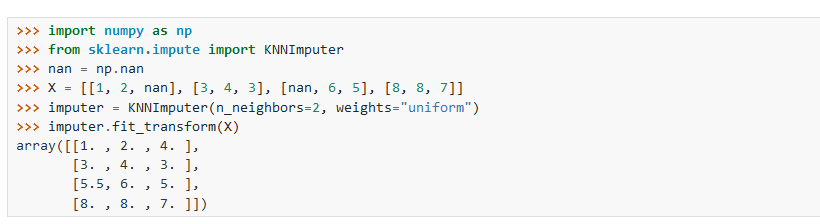 >>> import numpy as np
>>> from sklearn.impute import KNNImputer
>>> nan = np.nan
>>> X = [[1, 2, nan], [3, 4, 3], [nan, 6, 5], [8, 8, 7]]
>>> imputer = KNNImputer(n_neighbors=2, weights="uniform")
>>> imputer.fit_transform(X)
array([[1. , 2. , 4. ],
       [3. , 4. , 3. ],
       [5.5, 6. , 5. ],
       [8. , 8. , 7. ]])